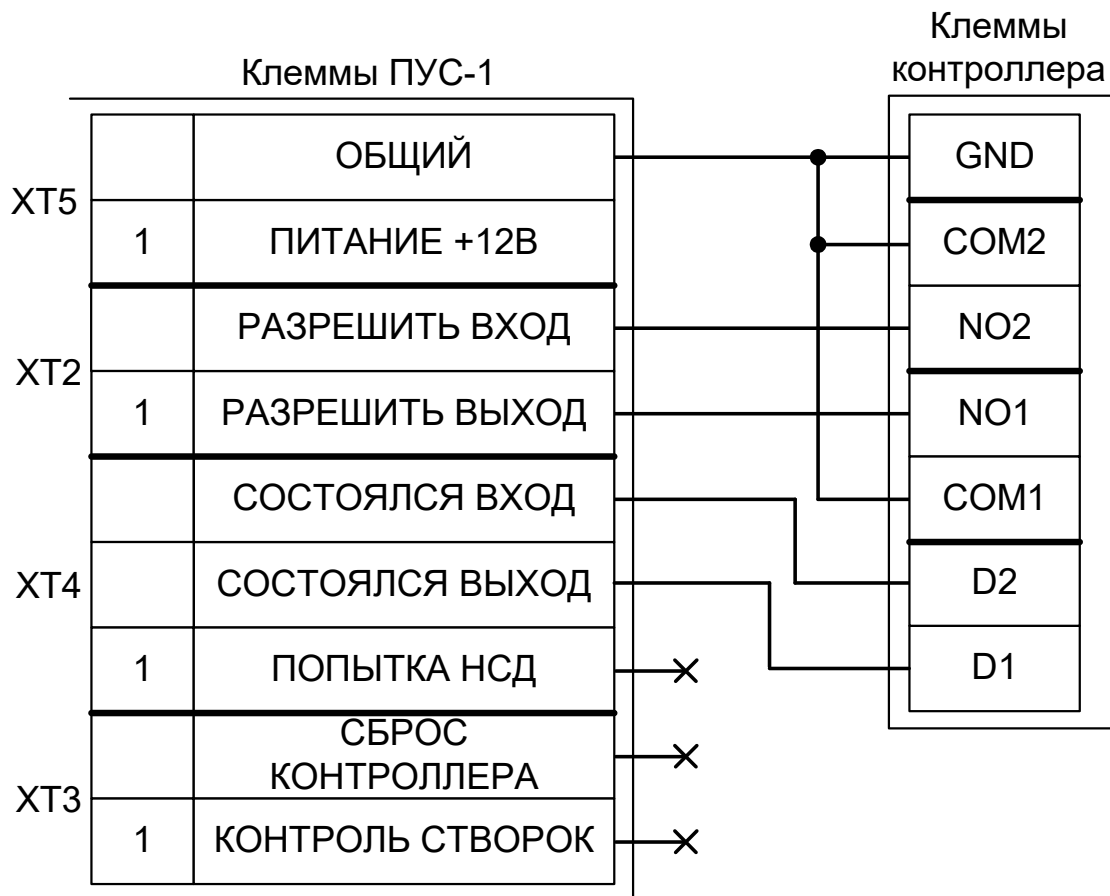 Клеммы
контроллера
Клеммы ПУС-1
ОБЩИЙ
GND
XT5
1
ПИТАНИЕ +12В
COM2
РАЗРЕШИТЬ ВХОД
NO2
XT2
1
РАЗРЕШИТЬ ВЫХОД
NO1
СОСТОЯЛСЯ ВХОД
COM1
XT4
СОСТОЯЛСЯ ВЫХОД
D2
1
ПОПЫТКА НСД
D1
СБРОС
КОНТРОЛЛЕРА
XT3
1
КОНТРОЛЬ СТВОРОК